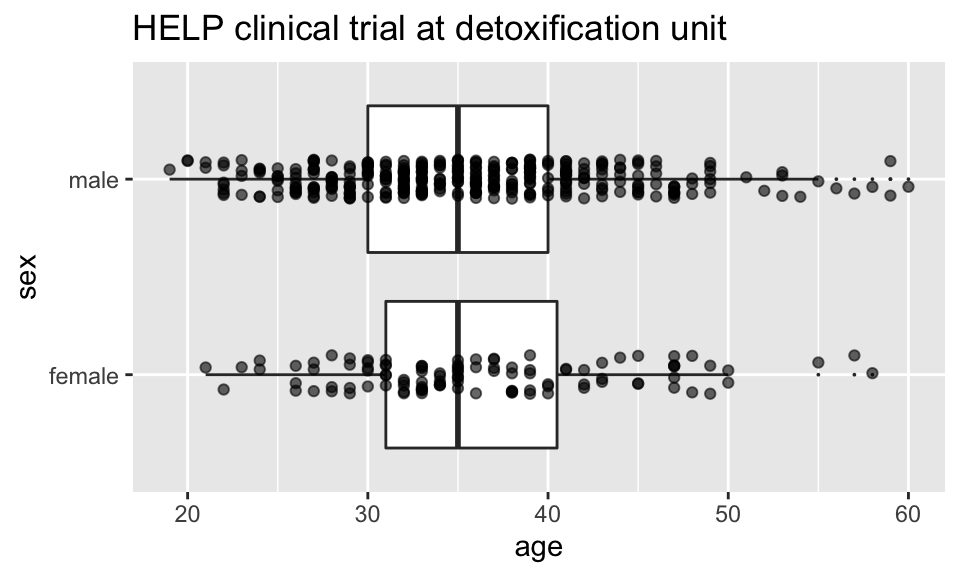 HELP clinical trial at detoxification unit
sex
male
female
20 30 40 50 60
age